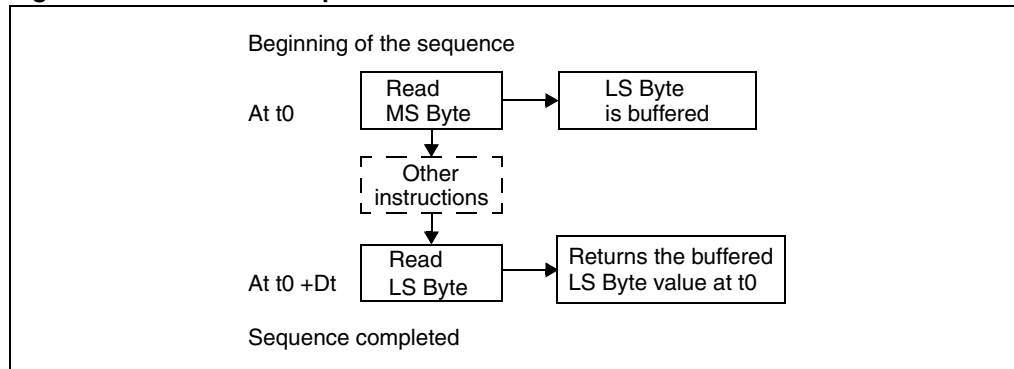 Beginning of the sequence
At t0
Read
MS Byte
LS Byte
is buffered
Other
instructions
At t0 +Dt
Read
LS Byte
Returns the buffered
LS Byte value at t0
Sequence completed